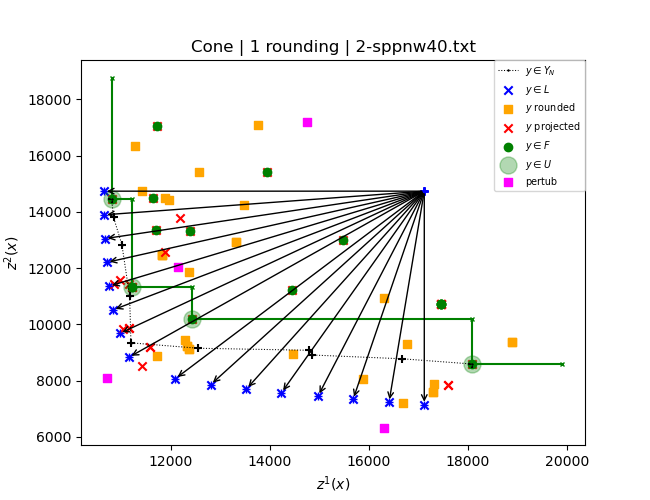 Cone | 1 rounding | 2-sppnw40.txt
y ∈ Y_N
y ∈ L
y rounded
y projected
y ∈ F
y ∈ U
pertub
18000
16000
14000
12000
10000
8000
6000
z²(x)
12000 14000 16000 18000 20000
z¹(x)